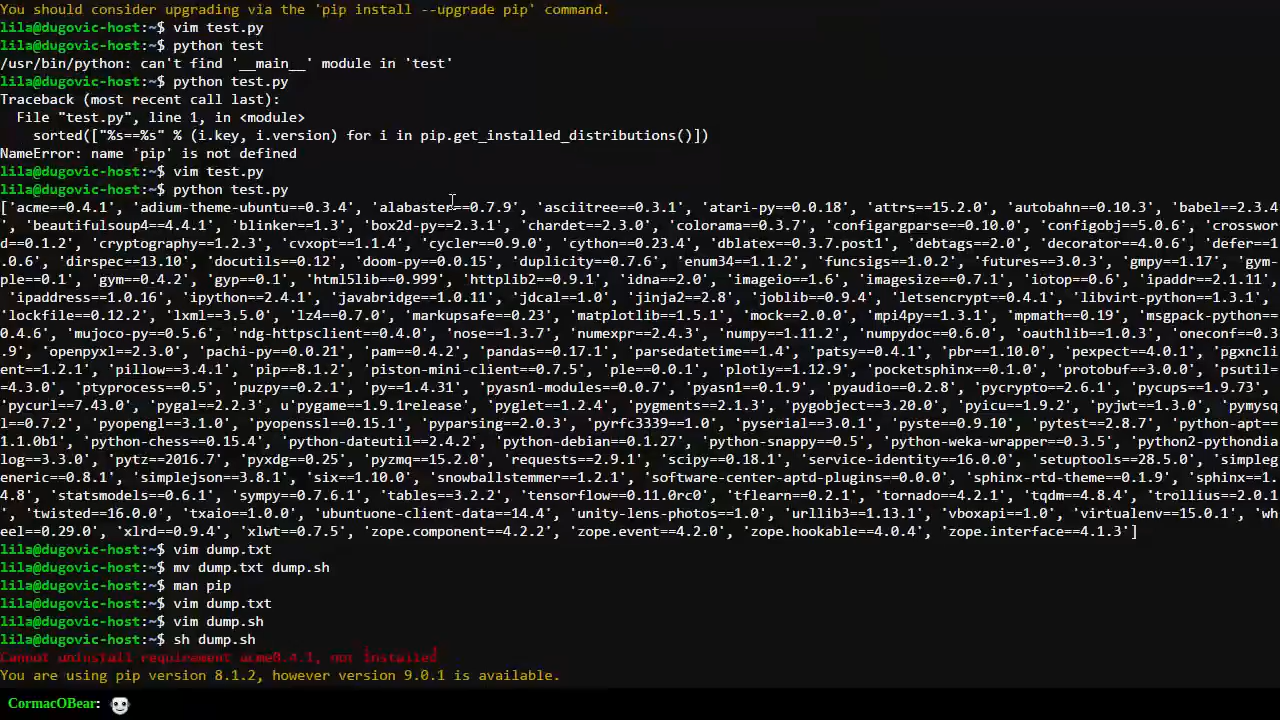 You should consider upgrading via the 'pip install --upgrade pip' command.
lila@dugovic-host:~$ vim test.py
lila@dugovic-host:~$ python test
/usr/bin/python: can't find '__main__' module in 'test'
lila@dugovic-host:~$ python test.py
Traceback (most recent call last):
  File "test.py", line 1, in <module>
    sorted(["%s==%s" % (i.key, i.version) for i in pip.get_installed_distributions()])
NameError: name 'pip' is not defined
lila@dugovic-host:~$ vim test.py
lila@dugovic-host:~$ python test.py
['acme==0.4.1', 'adium-theme-ubuntu==0.3.4', 'alabaster==0.7.9', 'asciitree==0.3.1', 'atari-py==0.0.18', 'attrs==15.2.0', 'autobahn==0.10.3', 'babel==2.3.4
', 'beautifulsoup4==4.4.1', 'blinker==1.3', 'box2d-py==2.3.1', 'chardet==2.3.0', 'colorama==0.3.7', 'configargparse==0.10.0', 'configobj==5.0.6', 'crosswor
d==0.1.2', 'cryptography==1.2.3', 'cvxopt==1.1.4', 'cycler==0.9.0', 'cython==0.23.4', 'dblatex==0.3.7.post1', 'debtags==2.0', 'decorator==4.0.6', 'defer==1
.0.6', 'dirspec==13.10', 'docutils==0.12', 'doom-py==0.0.15', 'duplicity==0.7.6', 'enum34==1.1.2', 'funcsigs==1.0.2', 'futures==3.0.3', 'gmpy==1.17', 'gym-
ple==0.1', 'gym==0.4.2', 'gyp==0.1', 'html5lib==0.999', 'httplib2==0.9.1', 'idna==2.0', 'imageio==1.6', 'imagesize==0.7.1', 'iotop==0.6', 'ipaddr==2.1.11'
, 'ipaddress==1.0.16', 'ipython==2.4.1', 'javabridge==1.0.11', 'jdcal==1.0', 'jinja2==2.8', 'joblib==0.9.4', 'letsencrypt==0.4.1', 'libvirt-python==1.3.1',
'lockfile==0.12.2', 'lxml==3.5.0', 'lz4==0.7.0', 'markupsafe==0.23', 'matplotlib==1.5.1', 'mock==2.0.0', 'mpi4py==1.3.1', 'mpmath==0.19', 'msgpack-python==
0.4.6', 'mujoco-py==0.5.6', 'ndg-httpsclient==0.4.0', 'nose==1.3.7', 'numexpr==2.4.3', 'numpy==1.11.2', 'numpydoc==0.6.0', 'oauthlib==1.0.3', 'oneconf==0.3
.9', 'openpyxl==2.3.0', 'pachi-py==0.0.21', 'pam==0.4.2', 'pandas==0.17.1', 'parsedatetime==1.4', 'patsy==0.4.1', 'pbr==1.10.0', 'pexpect==4.0.1', 'pgxncli
ent==1.2.1', 'pillow==3.4.1', 'pip==8.1.2', 'piston-mini-client==0.7.5', 'ple==0.0.1', 'plotly==1.12.9', 'pocketsphinx==0.1.0', 'protobuf==3.0.0', 'psutil=
=4.3.0', 'ptyprocess==0.5', 'puzpy==0.2.1', 'py==1.4.31', 'pyasn1-modules==0.0.7', 'pyasn1==0.1.9', 'pyaudio==0.2.8', 'pycrypto==2.6.1', 'pycups==1.9.73',
'pycurl==7.43.0', 'pygal==2.2.3', u'pygame==1.9.1release', 'pyglet==1.2.4', 'pygments==2.1.3', 'pygobject==3.20.0', 'pyicu==1.9.2', 'pyjwt==1.3.0', 'pymysq
l==0.7.2', 'pyopengl==3.1.0', 'pyopenssl==0.15.1', 'pyparsing==2.0.3', 'pyrfc3339==1.0', 'pyserial==3.0.1', 'pyste==0.9.10', 'pytest==2.8.7', 'python-apt==
1.1.0b1', 'python-chess==0.15.4', 'python-dateutil==2.4.2', 'python-debian==0.1.27', 'python-snappy==0.5', 'python-weka-wrapper==0.3.5', 'python2-pythondia
log==3.3.0', 'pytz==2016.7', 'pyxdg==0.25', 'pyzmq==15.2.0', 'requests==2.9.1', 'scipy==0.18.1', 'service-identity==16.0.0', 'setuptools==28.5.0', 'simpleg
eneric==0.8.1', 'simplejson==3.8.1', 'six==1.10.0', 'snowballstemmer==1.2.1', 'software-center-aptd-plugins==0.0.0', 'sphinx-rtd-theme==0.1.9', 'sphinx==1.
4.8', 'statsmodels==0.6.1', 'sympy==0.7.6.1', 'tables==3.2.2', 'tensorflow==0.11.0rc0', 'tflearn==0.2.1', 'tornado==4.2.1', 'tqdm==4.8.4', 'trollius==2.0.1
', 'twisted==16.0.0', 'txaio==1.0.0', 'ubuntuone-client-data==14.4', 'unity-lens-photos==1.0', 'urllib3==1.13.1', 'vboxapi==1.0', 'virtualenv==15.0.1', 'wh
eel==0.29.0', 'xlrd==0.9.4', 'xlwt==0.7.5', 'zope.component==4.2.2', 'zope.event==4.2.0', 'zope.hookable==4.0.4', 'zope.interface==4.1.3']
lila@dugovic-host:~$ vim dump.txt
lila@dugovic-host:~$ mv dump.txt dump.sh
lila@dugovic-host:~$ man pip
lila@dugovic-host:~$ vim dump.txt
lila@dugovic-host:~$ vim dump.sh
lila@dugovic-host:~$ sh dump.sh
Cannot uninstall requirement acme0.4.1, not installed
You are using pip version 8.1.2, however version 9.0.1 is available.
CormacOBear: